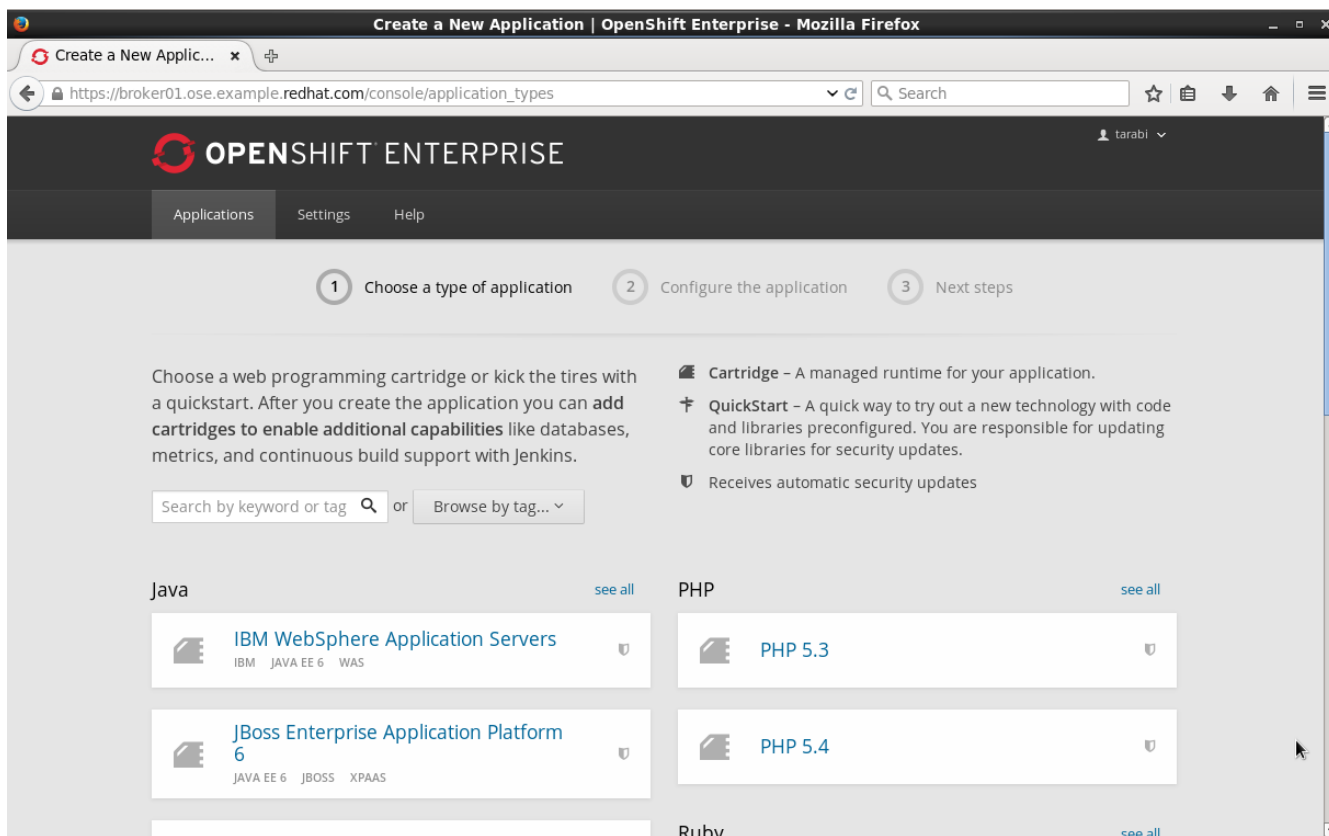 Create a New Application | OpenShift Enterprise - Mozilla Firefox
Create a New Applic...
https://broker01.ose.example.redhat.com/console/application_types
Search
OPENSHIFT ENTERPRISE
tarabi
Applications
Settings
Help
1 Choose a type of application
2 Configure the application
3 Next steps
Choose a web programming cartridge or kick the tires with
a quickstart. After you create the application you can add
cartridges to enable additional capabilities like databases,
metrics, and continuous build support with Jenkins.
Search by keyword or tag
or
Browse by tag...
Cartridge – A managed runtime for your application.
QuickStart – A quick way to try out a new technology with code
and libraries preconfigured. You are responsible for updating
core libraries for security updates.
Receives automatic security updates
Java
see all
IBM WebSphere Application Servers
IBM JAVA EE 6 WAS
JBoss Enterprise Application Platform
6
JAVA EE 6 JBOSS XPAAS
PHP
see all
PHP 5.3
PHP 5.4
Ruby
see all